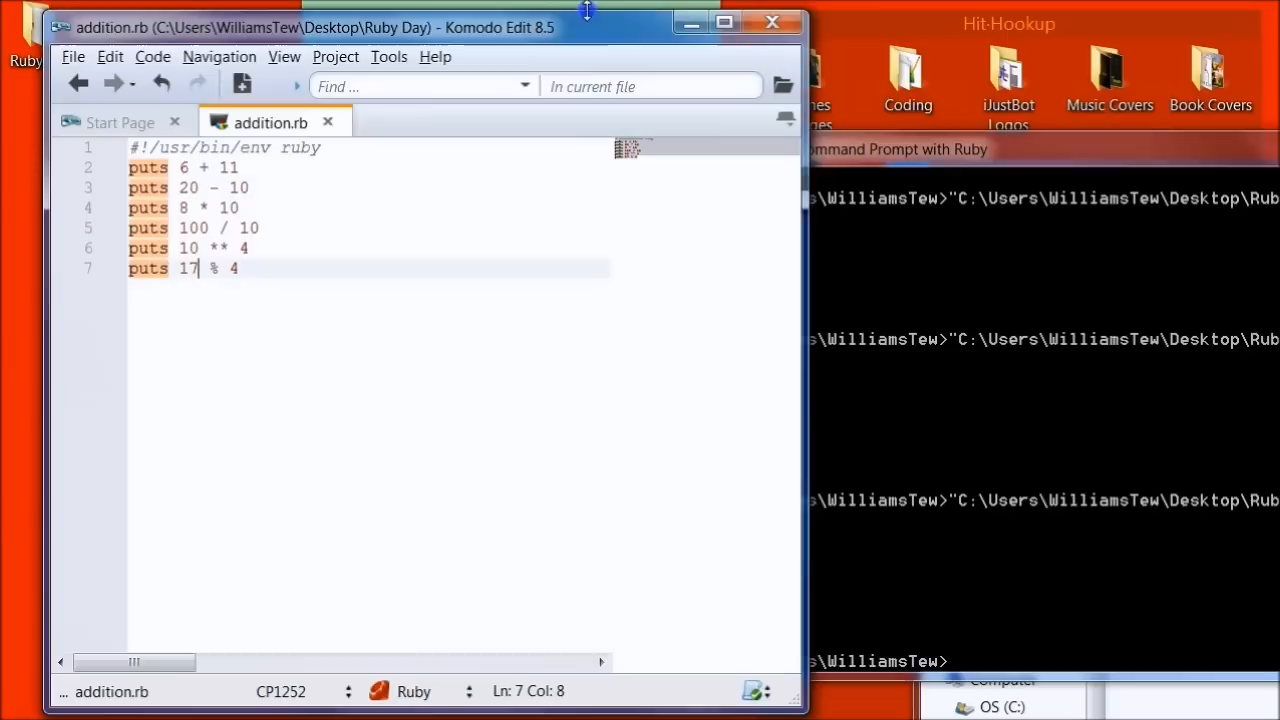 addition.rb (C:\Users\WilliamsTew\Desktop\Ruby Day) - Komodo Edit 8.5
File Edit Code Navigation View Project Tools Help
Find ...
In current file
Start Page
addition.rb
1 #!/usr/bin/env ruby
2 puts 6 + 11
3 puts 20 - 10
4 puts 8 * 10
5 puts 100 / 10
6 puts 10 ** 4
7 puts 17 % 4
... addition.rb CP1252 Ruby Ln: 7 Col: 8
Ruby
Hit-Hookup
Coding
iJustBot
Logos
Music Covers
Book Covers
ommand Prompt with Ruby
s\WilliamsTew>"C:\Users\WilliamsTew\Desktop\Rub
s\WilliamsTew>"C:\Users\WilliamsTew\Desktop\Rub
s\WilliamsTew>"C:\Users\WilliamsTew\Desktop\Rub
s\WilliamsTew>
Computer
OS (C:)